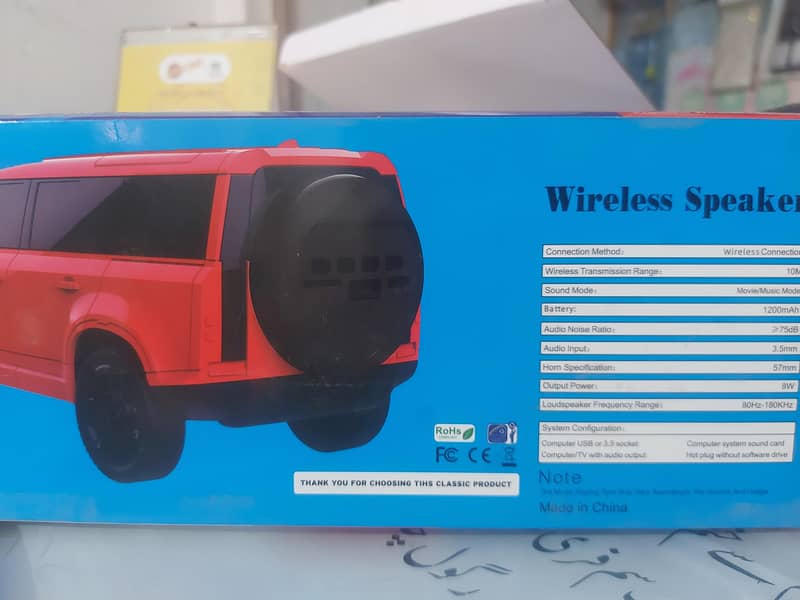 Wireless Speaker
Connection Method: Wireless Connectio
Wireless Transmission Range: 10M
Sound Mode: Movie/Music Mode
Battery: 1200mAh
Audio Noise Ratio: ≥75dB
Audio Input: 3.5mm
Horn Specification: 57mm
Output Power: 8W
Loudspeaker Frequency Range: 80Hz-180KHz
System Configuration:
Computer USB or 3.5 socket: Computer system sound card
Computer/TV with audio output: Hot plug without software drive
Note
Made in China
RoHs
FC CE
THANK YOU FOR CHOOSING TIHS CLASSIC PRODUCT